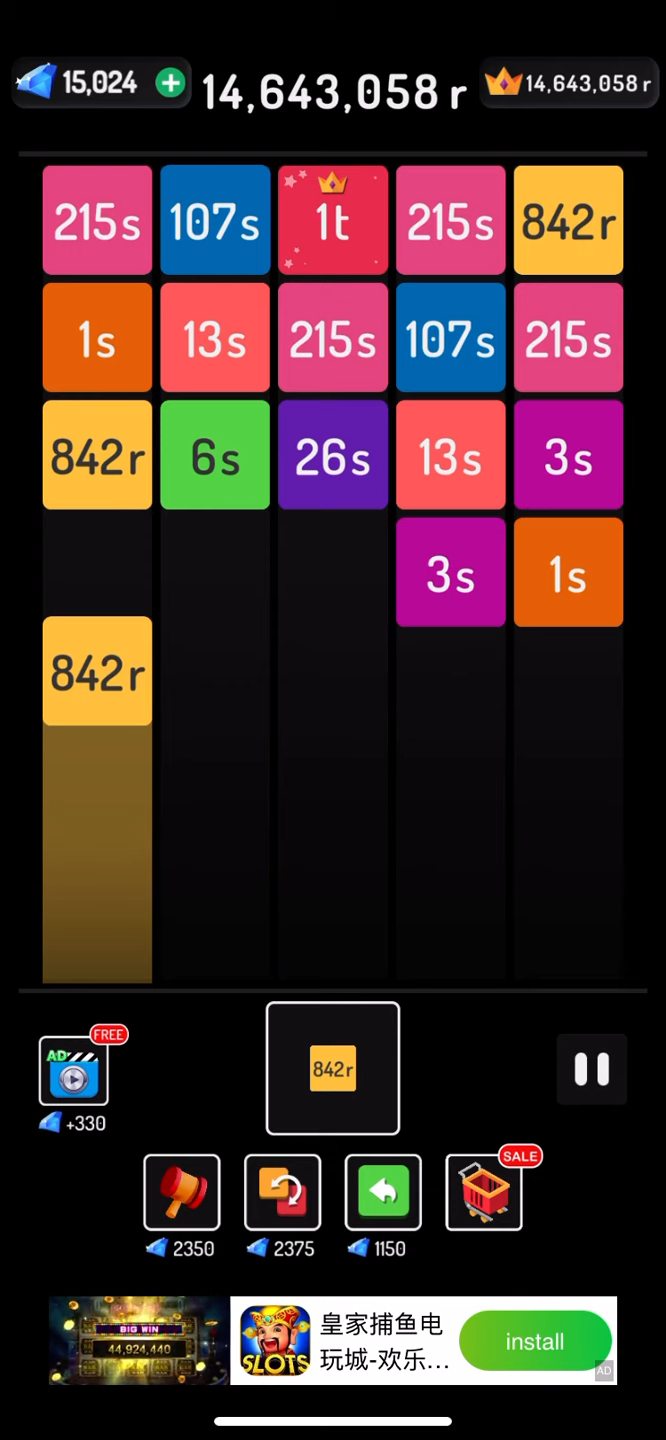 15,024
14,643,058 r
14,643,058 r
215s 107s 1t 215s 842r
1s 13s 215s 107s 215s
842r 6s 26s 13s 3s
3s 1s
842r
FREE
AD
+330
842r
SALE
2350 2375 1150
BIG WIN
44,924,440
SLOTS
皇家捕鱼电
玩城-欢乐...
install
AD